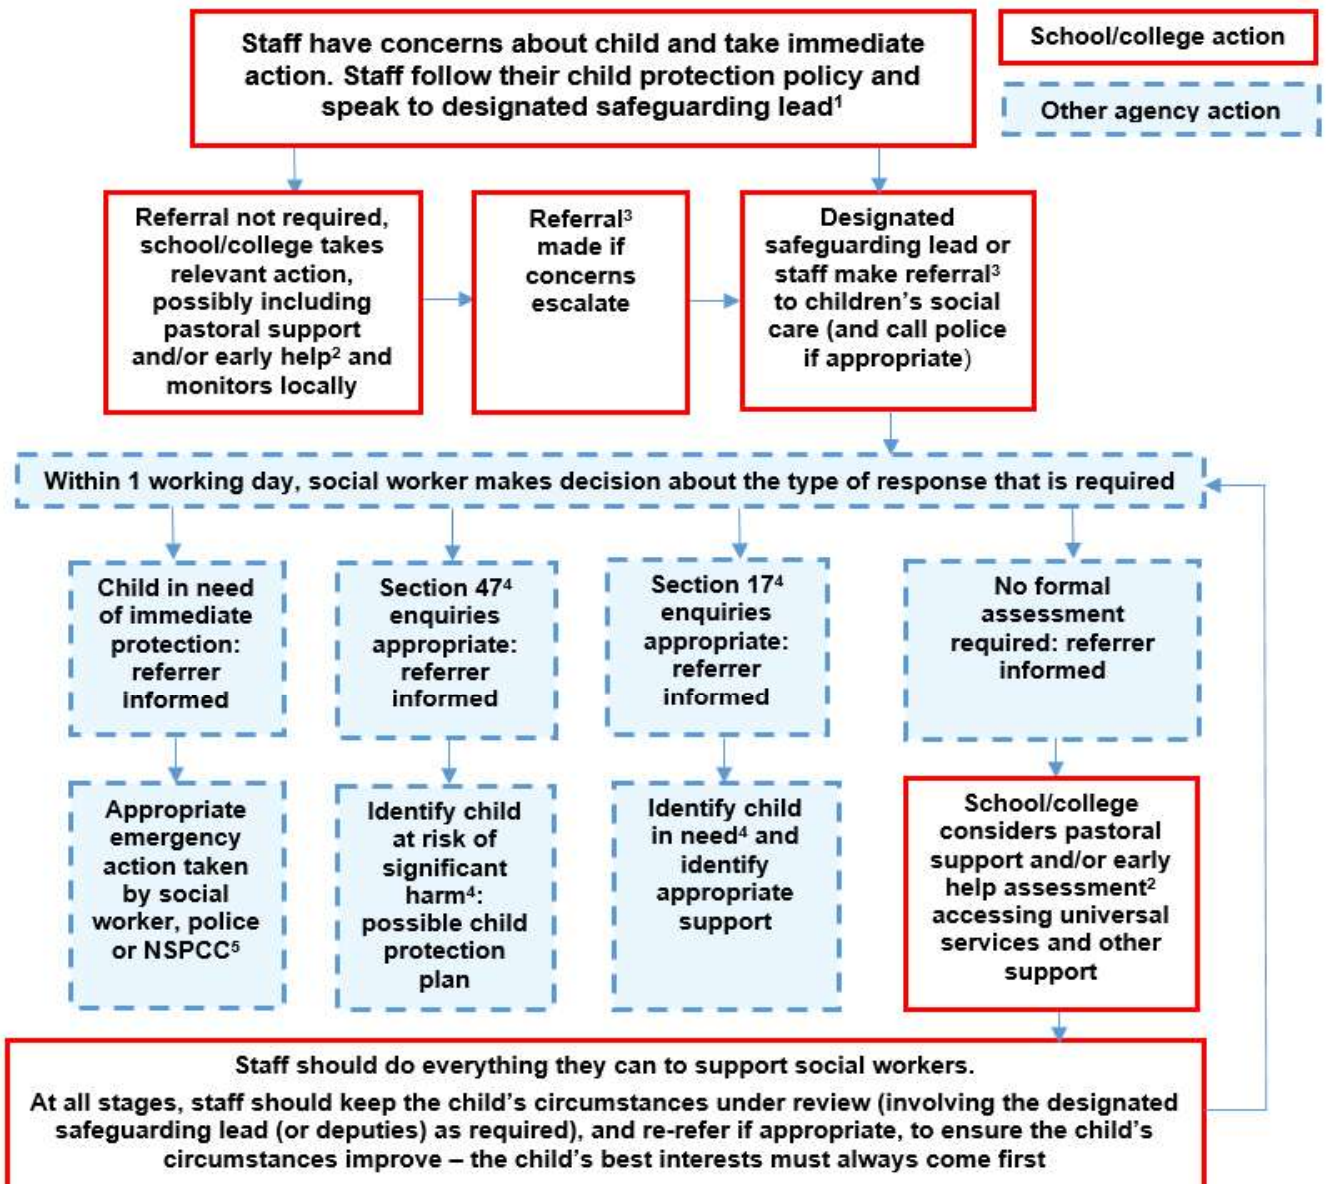 Staff have concerns about child and take immediate
action. Staff follow their child protection policy and
speak to designated safeguarding lead¹
School/college action
Other agency action
Referral not required,
school/college takes
relevant action,
possibly including
pastoral support
and/or early help² and
monitors locally
Referral³
made if
concerns
escalate
Designated
safeguarding lead or
staff make referral³
to children’s social
care (and call police
if appropriate)
Within 1 working day, social worker makes decision about the type of response that is required
Child in need
of immediate
protection:
referrer
informed
Section 47⁴
enquiries
appropriate:
referrer
informed
Section 17⁴
enquiries
appropriate:
referrer
informed
No formal
assessment
required: referrer
informed
Appropriate
emergency
action taken
by social
worker, police
or NSPCC⁵
Identify child
at risk of
significant
harm⁴:
possible child
protection
plan
Identify child
in need⁴ and
identify
appropriate
support
School/college
considers pastoral
support and/or early
help assessment²
accessing universal
services and other
support
Staff should do everything they can to support social workers.
At all stages, staff should keep the child’s circumstances under review (involving the designated
safeguarding lead (or deputies) as required), and re-refer if appropriate, to ensure the child’s
circumstances improve – the child’s best interests must always come first